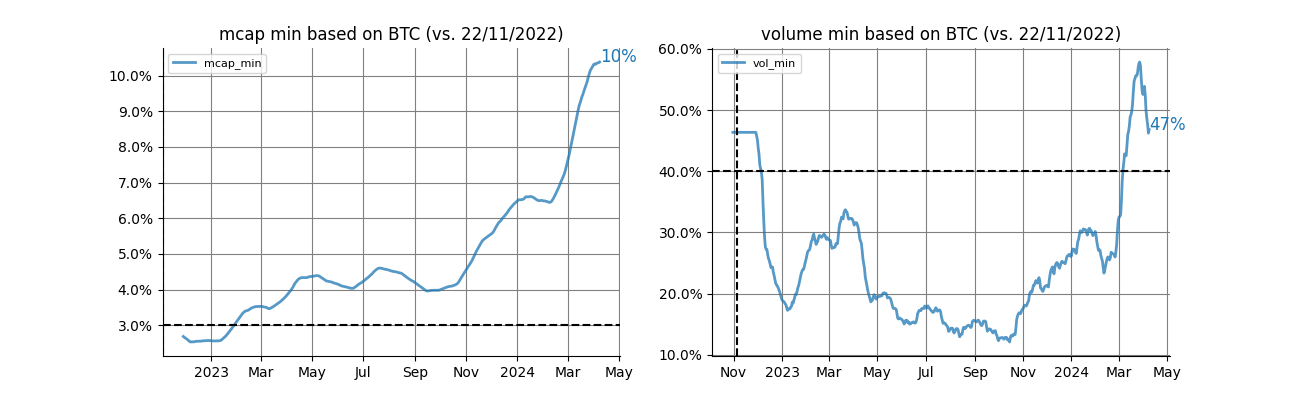 mcap min based on BTC (vs. 22/11/2022)
mcap_min
10%
10.0%
9.0%
8.0%
7.0%
6.0%
5.0%
4.0%
3.0%
2023 Mar May Jul Sep Nov 2024 Mar May
volume min based on BTC (vs. 22/11/2022)
vol_min
47%
60.0%
50.0%
40.0%
30.0%
20.0%
10.0%
Nov 2023 Mar May Jul Sep Nov 2024 Mar May